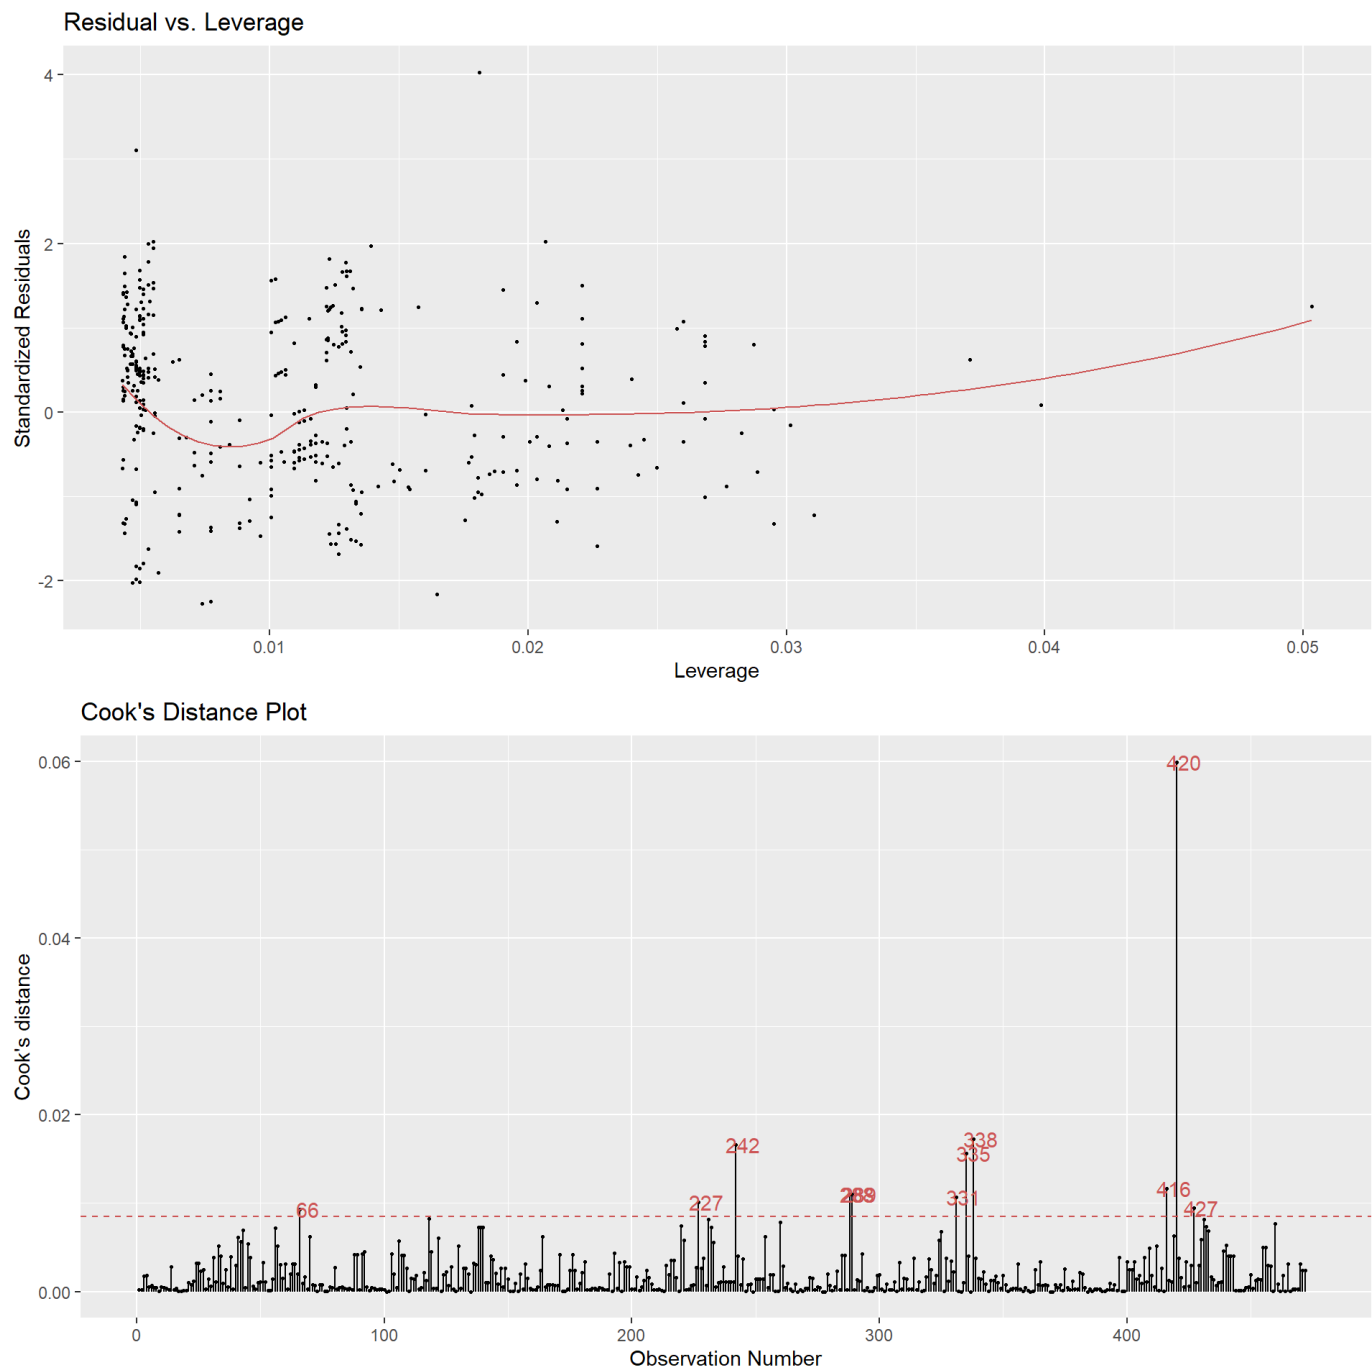 Residual vs. Leverage
4
2
0
-2
Standardized Residuals
0.01 0.02 0.03 0.04 0.05
Leverage
Cook's Distance Plot
0.06
0.04
0.02
0.00
Cook's distance
420
338
242
335
416
288
289
331
227
427
66
0 100 200 300 400
Observation Number